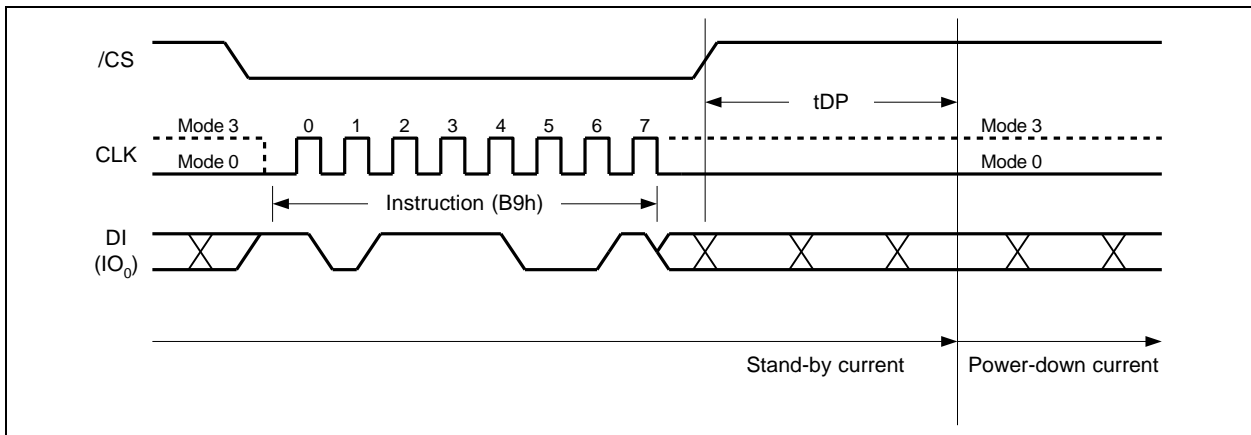 /CS
tDP
Mode 3 0 1 2 3 4 5 6 7 Mode 3
CLK
Mode 0 Mode 0
Instruction (B9h)
DI
(IO₀)
Stand-by current Power-down current